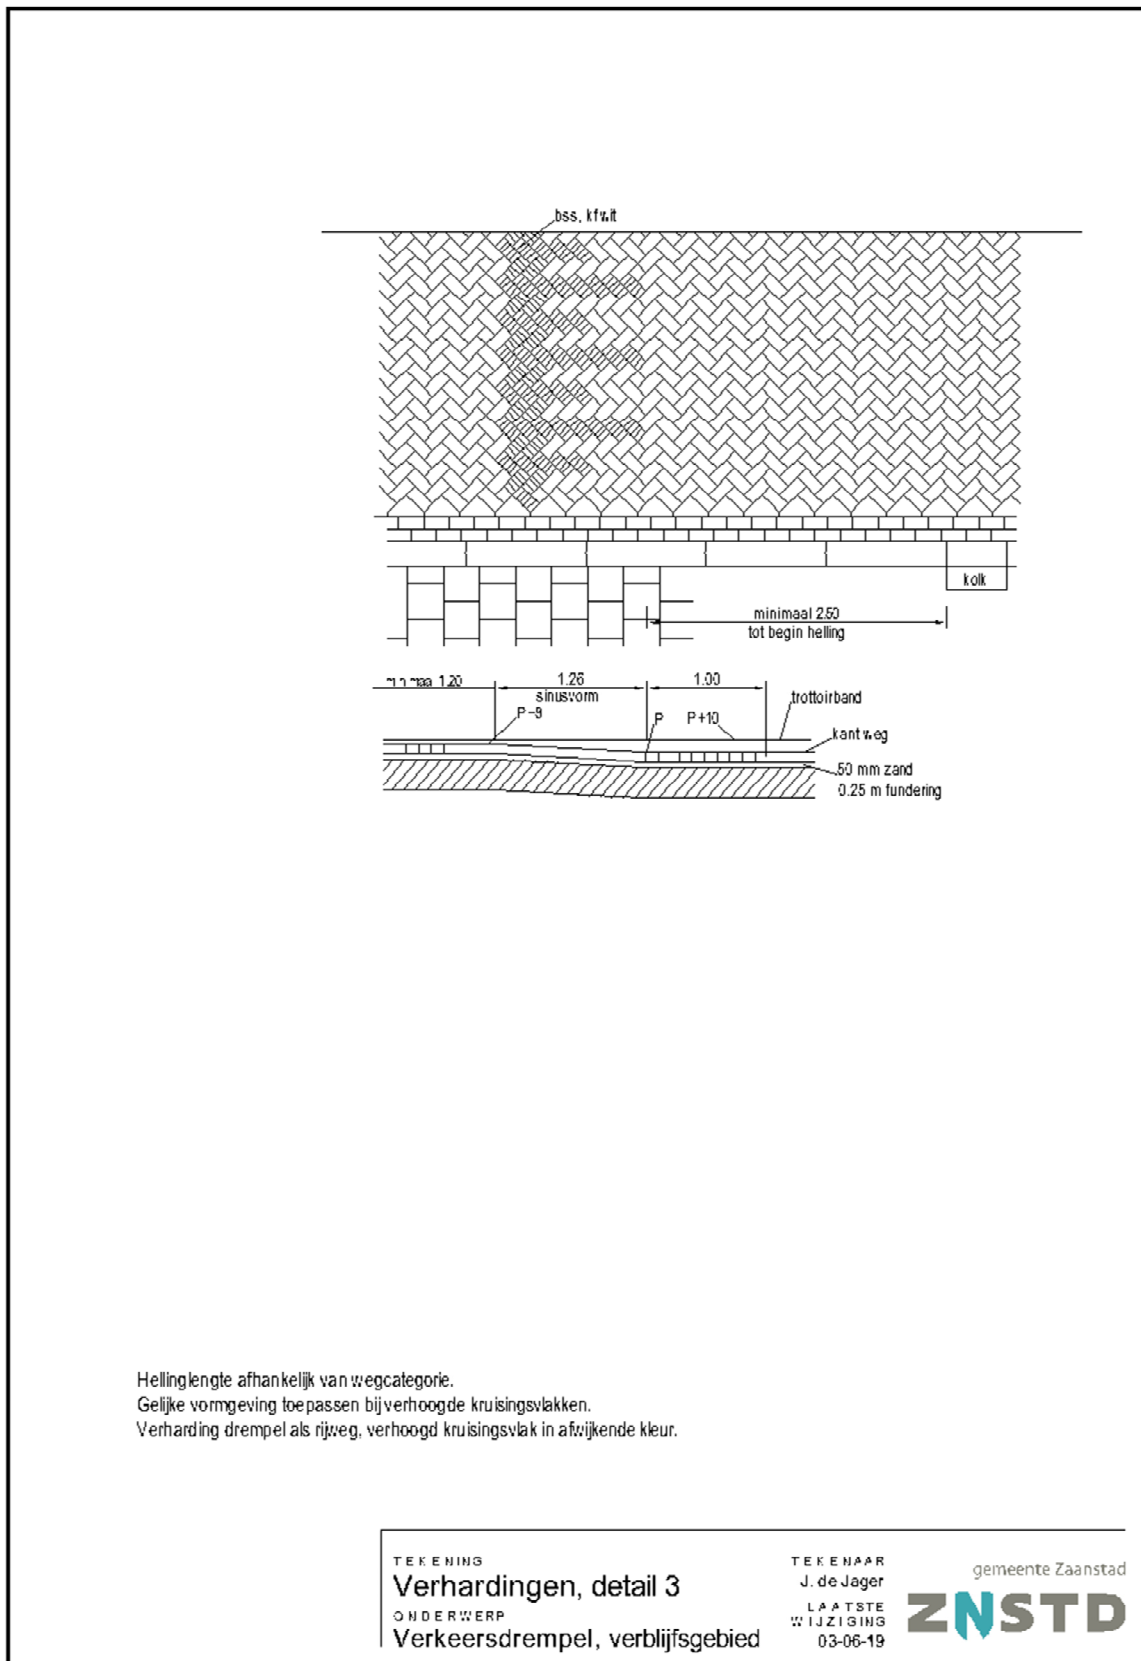 bss, kf wit
kolk
minimaal 2.50
tot begin helling
1.20
1.26
1.00
sinusvorm
trottoirband
P-9
P
P+10
kant weg
50 mm zand
0.25 m fundering
Hellinglengte afhankelijk van wegcategorie.
Gelijke vormgeving toepassen bij verhoogde kruisingsvlakken.
Verharding drempel als rijweg, verhoogd kruisingsvlak in afwijkende kleur.
TEKENING
Verhardingen, detail 3
ONDERWERP
Verkeersdrempel, verblijfsgebied
TEKENAAR
J. de Jager
LAATSTE
WIJZIGING
03-06-19
gemeente Zaanstad
ZNSTD